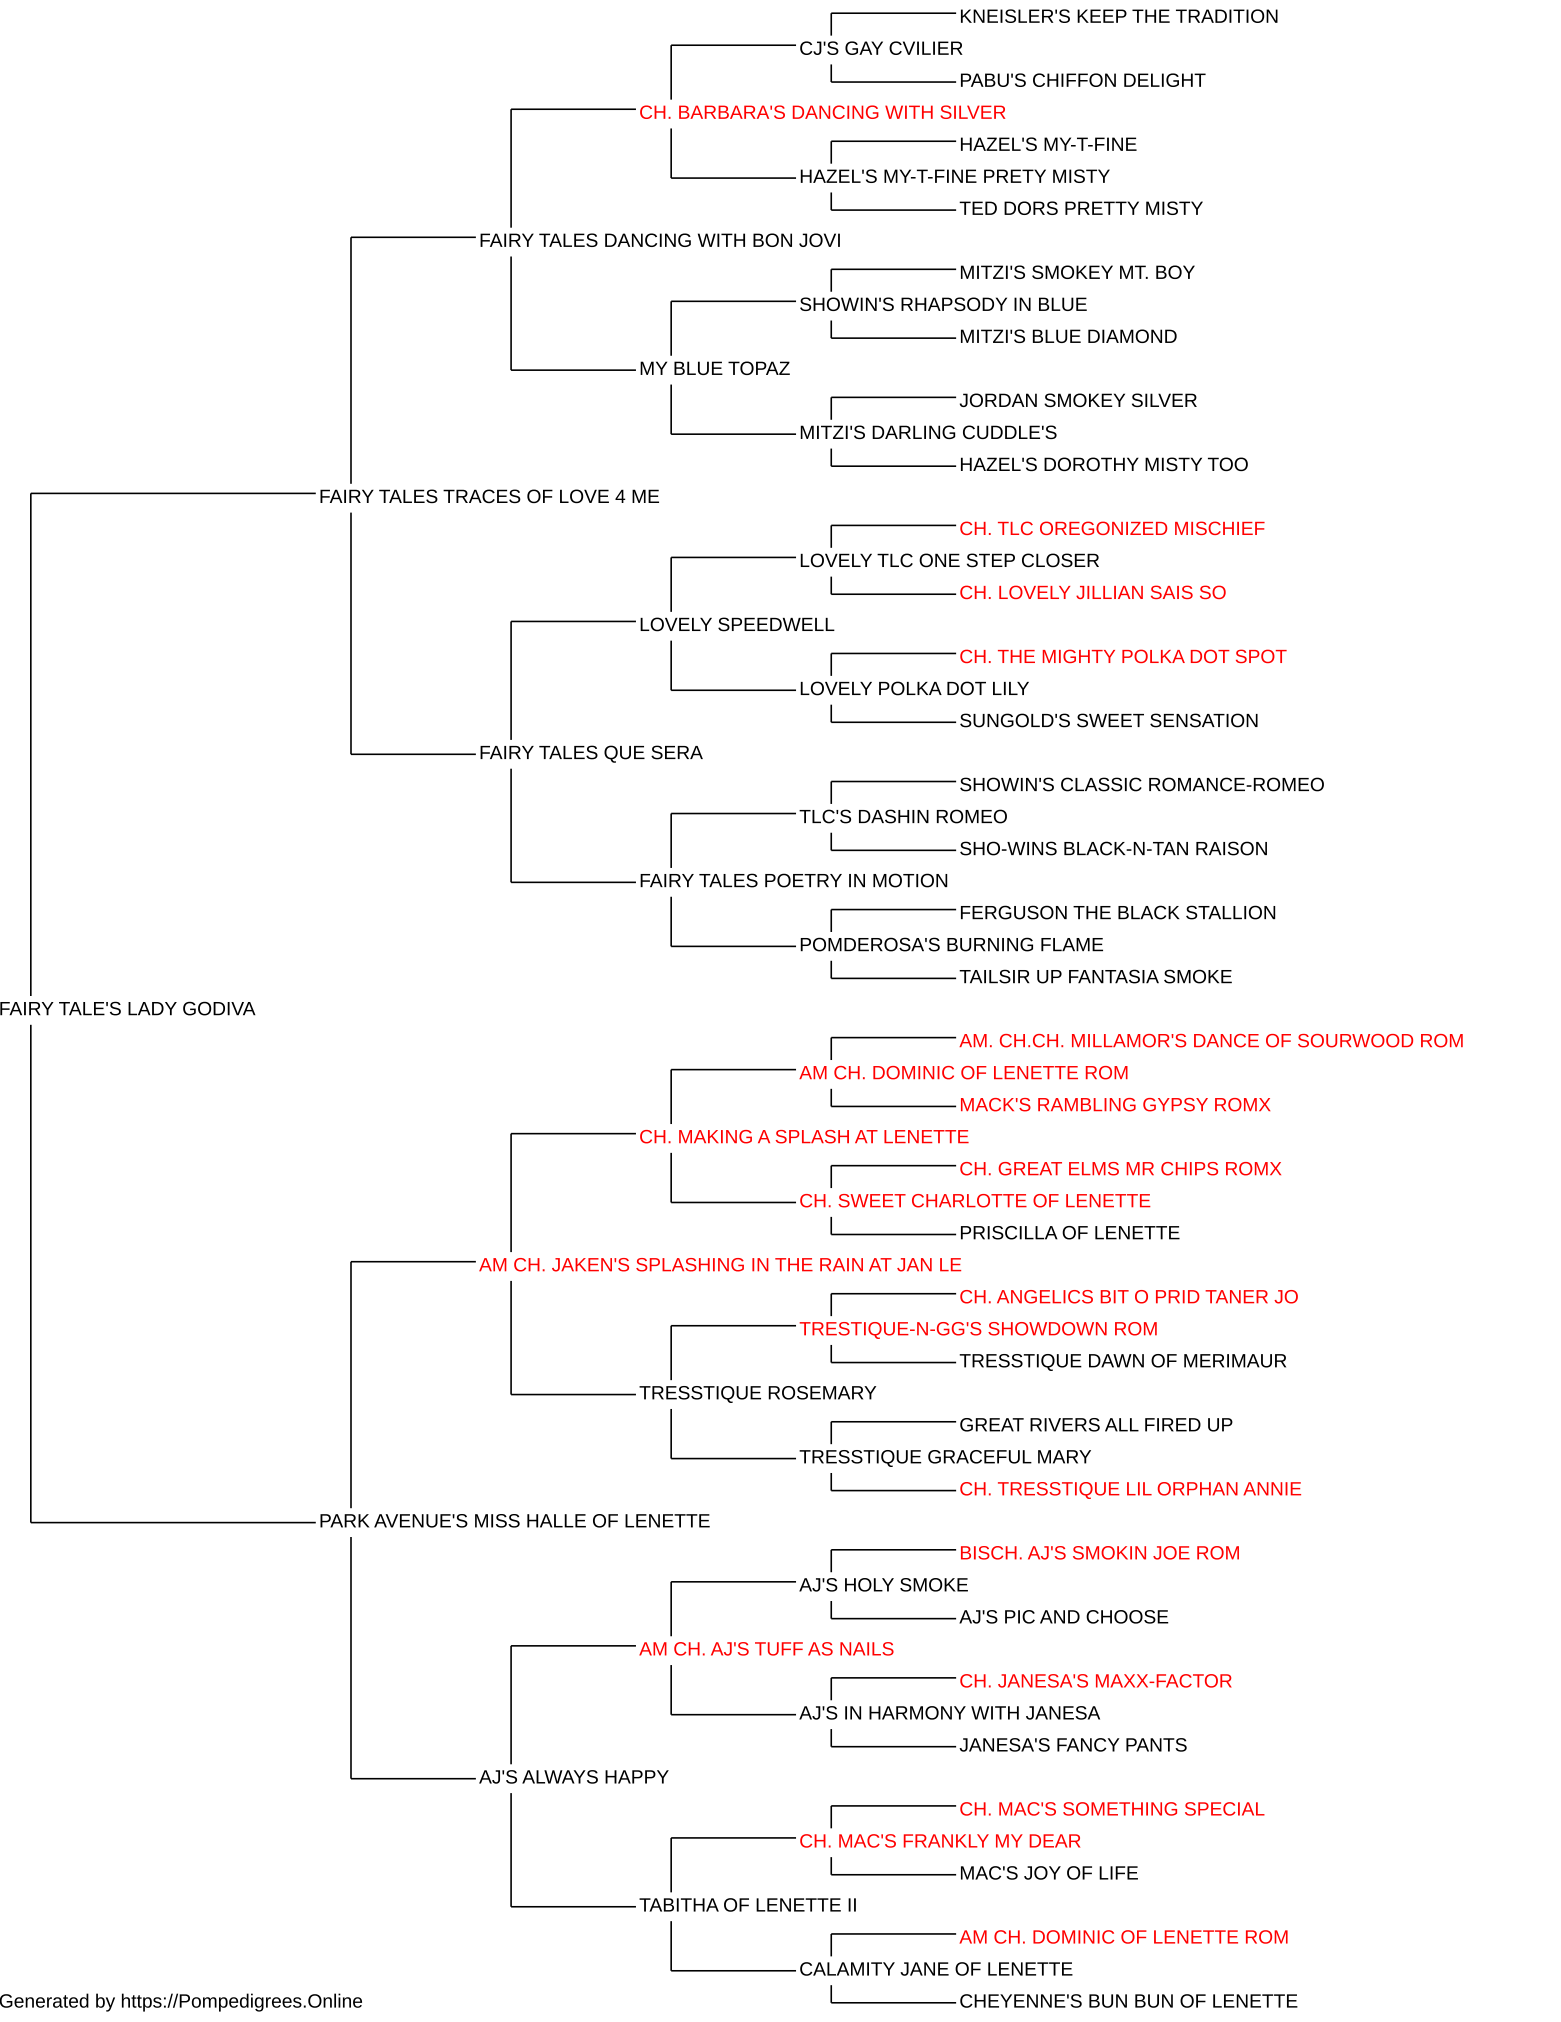 KNEISLER'S KEEP THE TRADITION
CJ'S GAY CVILIER
PABU'S CHIFFON DELIGHT
CH. BARBARA'S DANCING WITH SILVER
HAZEL'S MY-T-FINE
HAZEL'S MY-T-FINE PRETY MISTY
TED DORS PRETTY MISTY
FAIRY TALES DANCING WITH BON JOVI
MITZI'S SMOKEY MT. BOY
SHOWIN'S RHAPSODY IN BLUE
MITZI'S BLUE DIAMOND
MY BLUE TOPAZ
JORDAN SMOKEY SILVER
MITZI'S DARLING CUDDLE'S
HAZEL'S DOROTHY MISTY TOO
FAIRY TALES TRACES OF LOVE 4 ME
CH. TLC OREGONIZED MISCHIEF
LOVELY TLC ONE STEP CLOSER
CH. LOVELY JILLIAN SAIS SO
LOVELY SPEEDWELL
CH. THE MIGHTY POLKA DOT SPOT
LOVELY POLKA DOT LILY
SUNGOLD'S SWEET SENSATION
FAIRY TALES QUE SERA
SHOWIN'S CLASSIC ROMANCE-ROMEO
TLC'S DASHIN ROMEO
SHO-WINS BLACK-N-TAN RAISON
FAIRY TALES POETRY IN MOTION
FERGUSON THE BLACK STALLION
POMDEROSA'S BURNING FLAME
TAILSIR UP FANTASIA SMOKE
FAIRY TALE'S LADY GODIVA
AM. CH.CH. MILLAMOR'S DANCE OF SOURWOOD ROM
AM CH. DOMINIC OF LENETTE ROM
MACK'S RAMBLING GYPSY ROMX
CH. MAKING A SPLASH AT LENETTE
CH. GREAT ELMS MR CHIPS ROMX
CH. SWEET CHARLOTTE OF LENETTE
PRISCILLA OF LENETTE
AM CH. JAKEN'S SPLASHING IN THE RAIN AT JAN LE
CH. ANGELICS BIT O PRID TANER JO
TRESTIQUE-N-GG'S SHOWDOWN ROM
TRESSTIQUE DAWN OF MERIMAUR
TRESSTIQUE ROSEMARY
GREAT RIVERS ALL FIRED UP
TRESSTIQUE GRACEFUL MARY
CH. TRESSTIQUE LIL ORPHAN ANNIE
PARK AVENUE'S MISS HALLE OF LENETTE
BISCH. AJ'S SMOKIN JOE ROM
AJ'S HOLY SMOKE
AJ'S PIC AND CHOOSE
AM CH. AJ'S TUFF AS NAILS
CH. JANESA'S MAXX-FACTOR
AJ'S IN HARMONY WITH JANESA
JANESA'S FANCY PANTS
AJ'S ALWAYS HAPPY
CH. MAC'S SOMETHING SPECIAL
CH. MAC'S FRANKLY MY DEAR
MAC'S JOY OF LIFE
TABITHA OF LENETTE II
AM CH. DOMINIC OF LENETTE ROM
CALAMITY JANE OF LENETTE
CHEYENNE'S BUN BUN OF LENETTE
Generated by https://Pompedigrees.Online